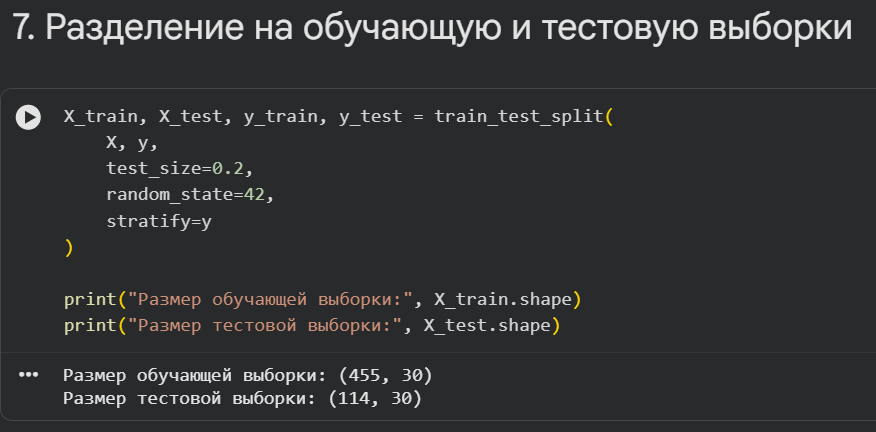 7. Разделение на обучающую и тестовую выборки
X_train, X_test, y_train, y_test = train_test_split(
    X, y,
    test_size=0.2,
    random_state=42,
    stratify=y
)
print("Размер обучающей выборки:", X_train.shape)
print("Размер тестовой выборки:", X_test.shape)
Размер обучающей выборки: (455, 30)
Размер тестовой выборки: (114, 30)